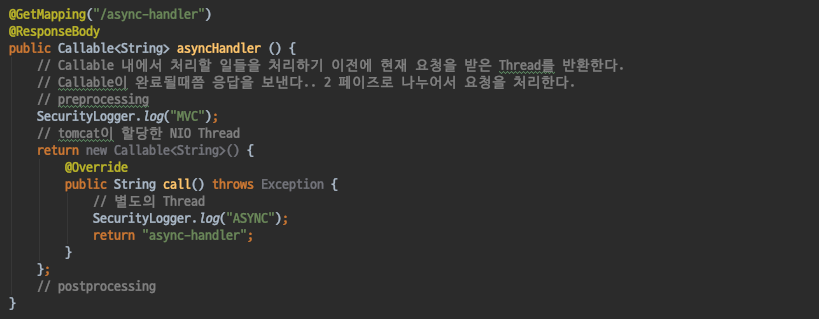 @GetMapping("/async-handler")
@ResponseBody
public Callable<String> asyncHandler () {
    // Callable 내에서 처리할 일들을 처리하기 이전에 현재 요청을 받은 Thread를 반환한다.
    // Callable이 완료될때쯤 응답을 보낸다.. 2 페이즈로 나누어서 요청을 처리한다.
    // preprocessing
    SecurityLogger.log("MVC");
    // tomcat이 할당한 NIO Thread
    return new Callable<String>() {
        @Override
        public String call() throws Exception {
            // 별도의 Thread
            SecurityLogger.log("ASYNC");
            return "async-handler";
        }
    };
    // postprocessing
}